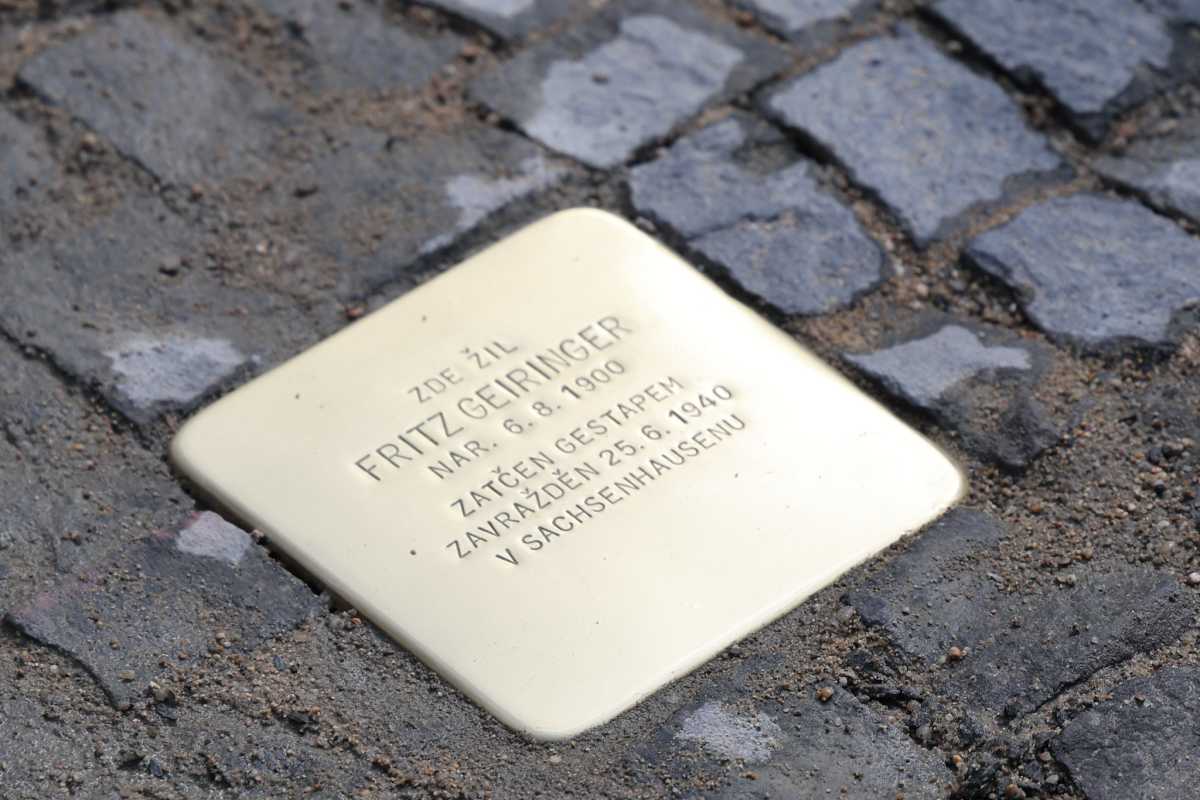 ZDE ŽIL
FRITZ GEIRINGER
NAR. 6. 8. 1900
ZATČEN GESTAPEM
ZAVRAŽDĚN 25. 6. 1940
V SACHSENHAUSENU